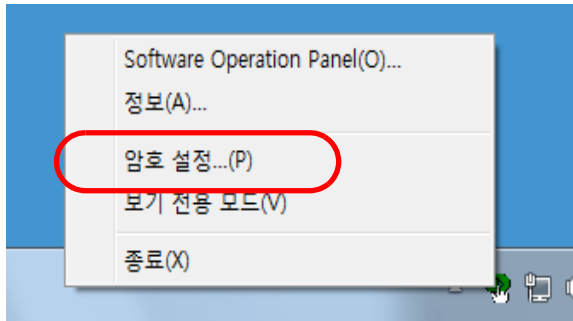 Software Operation Panel(O)...
정보(A)...
암호 설정...(P)
보기 전용 모드(V)
종료(X)